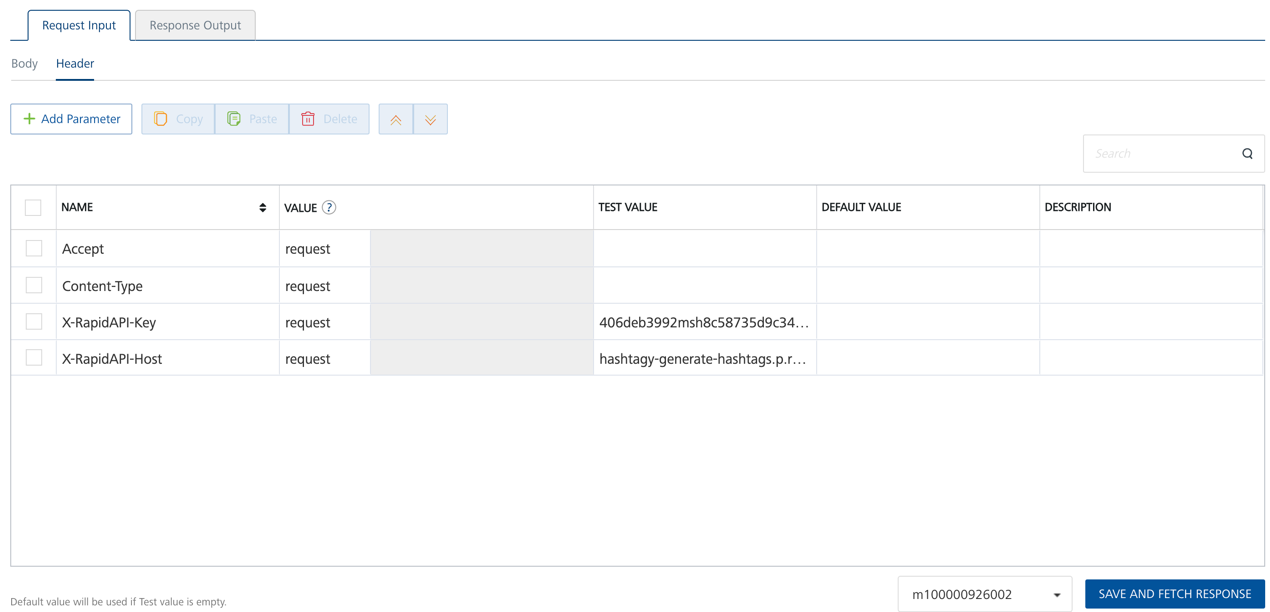 Request Input Response Output
Body Header
Add Parameter Copy Paste Delete
Search
NAME VALUE ? TEST VALUE DEFAULT VALUE DESCRIPTION
Accept request
Content-Type request
X-RapidAPI-Key request 406deb3992msh8c58735d9c34...
X-RapidAPI-Host request hashtagy-generate-hashtags.p.r...
m100000926002 SAVE AND FETCH RESPONSE
Default value will be used if Test value is empty.